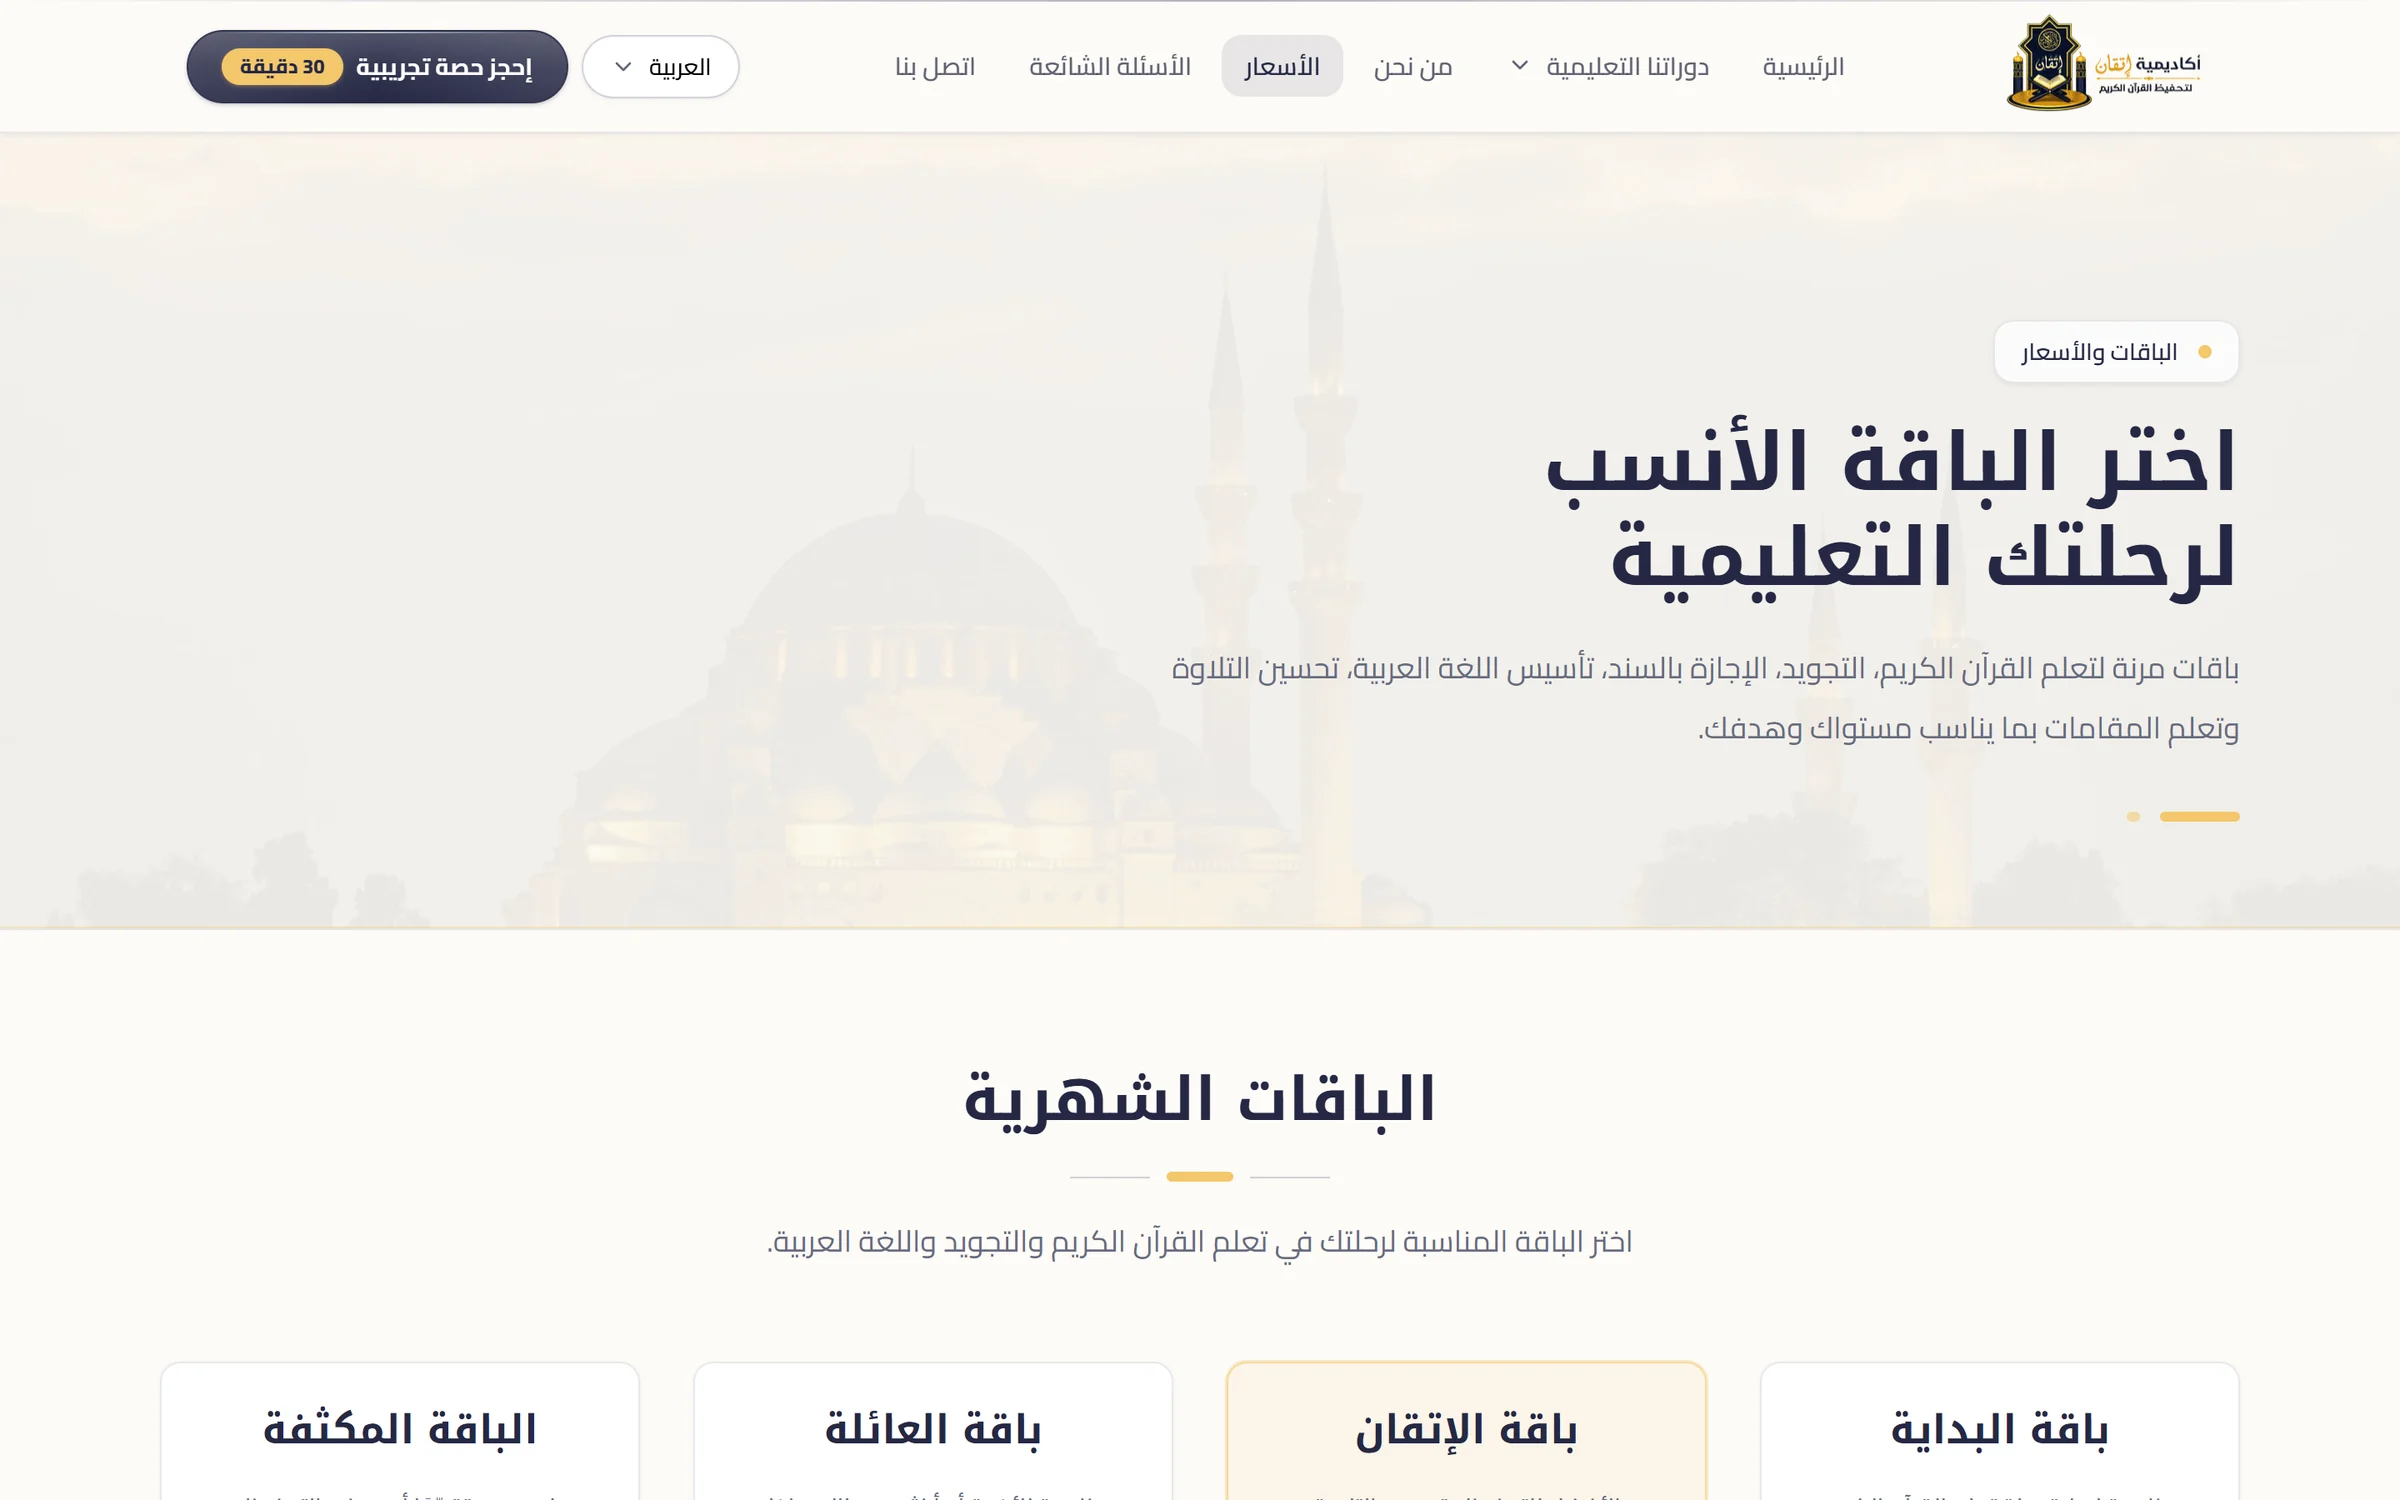 أكاديمية إتقان
لتحفيظ القرآن الكريم
إتقان
الرئيسية
دوراتنا التعليمية
من نحن
الأسعار
الأسئلة الشائعة
اتصل بنا
العربية
إحجز حصة تجريبية
30 دقيقة
الباقات والأسعار
اختر الباقة الأنسب
لرحلتك التعليمية
باقات مرنة لتعلم القرآن الكريم، التجويد، الإجازة بالسند، تأسيس اللغة العربية، تحسين التلاوة
وتعلم المقامات بما يناسب مستواك وهدفك.
الباقات الشهرية
اختر الباقة المناسبة لرحلتك في تعلم القرآن الكريم والتجويد واللغة العربية.
باقة البداية
باقة الإتقان
باقة العائلة
الباقة المكثفة